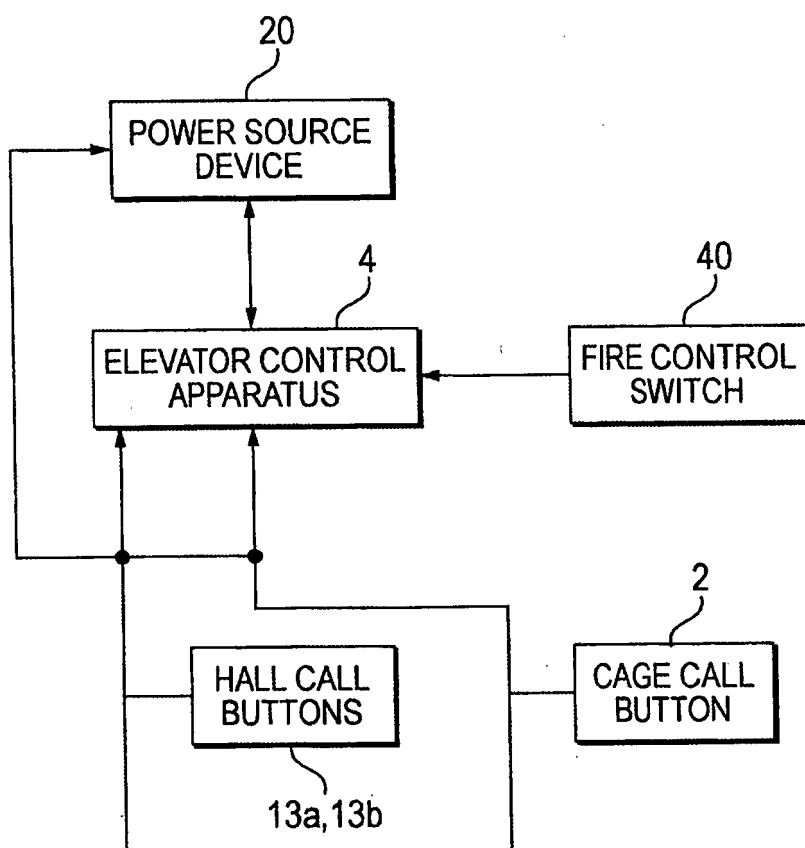 20
POWER SOURCE
DEVICE
4
ELEVATOR CONTROL
APPARATUS
40
FIRE CONTROL
SWITCH
HALL CALL
BUTTONS
13a,13b
2
CAGE CALL
BUTTON